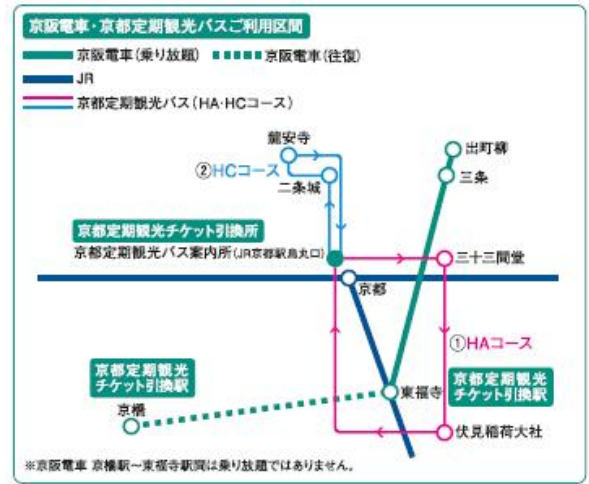 京阪電車・京都定期観光バスご利用区間
京阪電車(乗り放題) 京阪電車(往復)
JR
京都定期観光バス(HA・HCコース)
龍安寺
出町柳
②HCコース
三条
二条城
京都定期観光チケット引換所
京都定期観光バス案内所(JR京都駅烏丸口)
三十三間堂
京都
①HAコース
京都定期観光
チケット引換駅
京都定期観光
チケット引換駅
東福寺
京橋
伏見稲荷大社
※京阪電車 京橋駅~東福寺駅間は乗り放題ではありません。